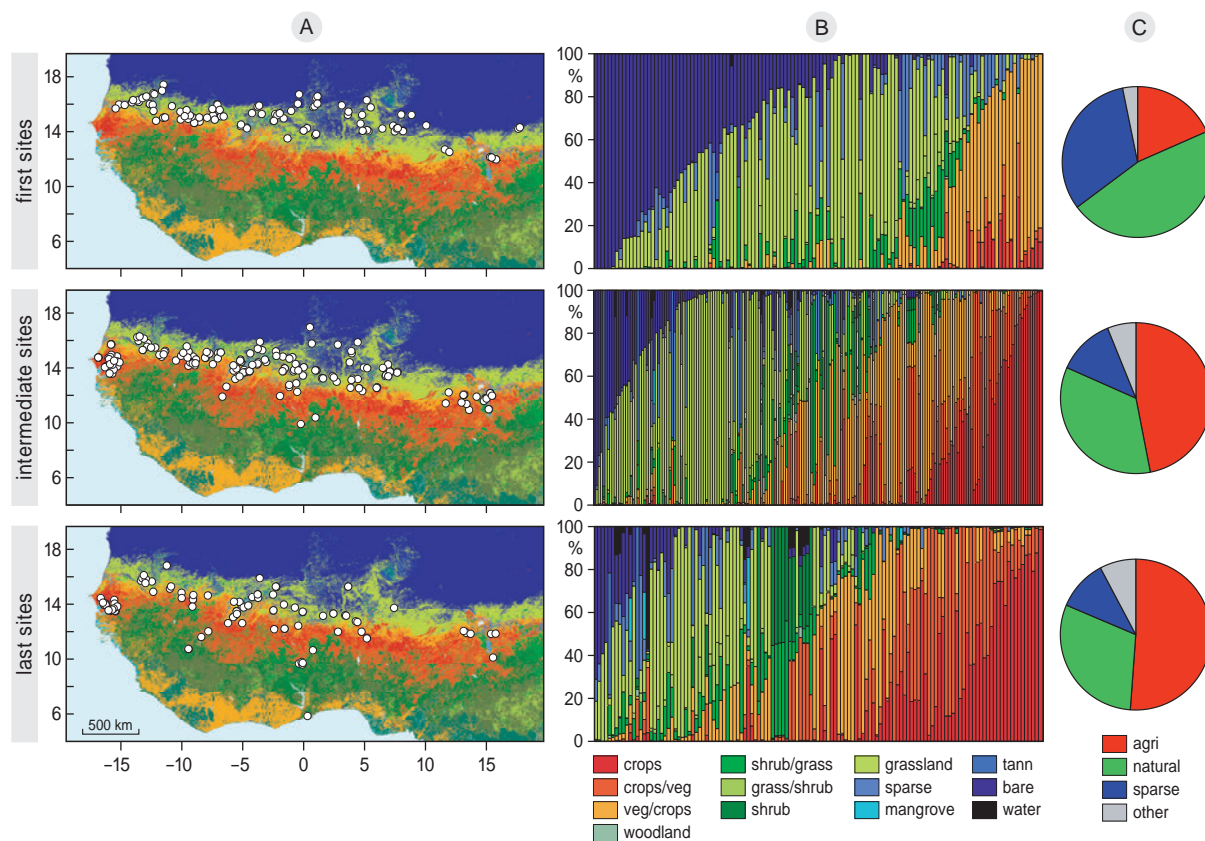 A
B
C
first sites
18
14
10
6
100
%
80
60
40
20
0
intermediate sites
18
14
10
6
100
%
80
60
40
20
0
last sites
18
14
10
6
500 km
−15
−10
−5
0
5
10
15
100
%
80
60
40
20
0
crops
shrub/grass
grassland
tann
crops/veg
grass/shrub
sparse
bare
veg/crops
shrub
mangrove
water
woodland
agri
natural
sparse
other